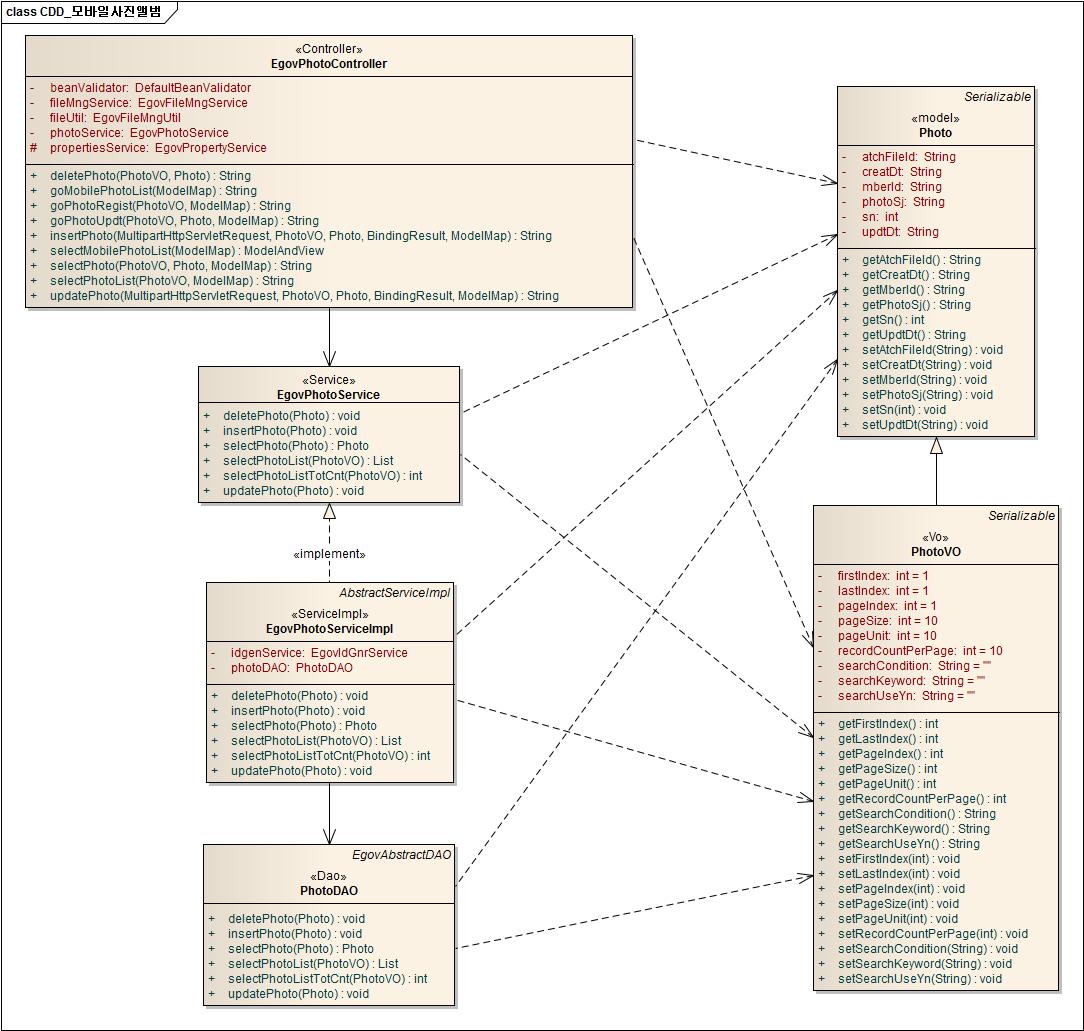 class CDD_모바일사진앨범
«Controller»
EgovPhotoController
- beanValidator: DefaultBeanValidator
- fileMngService: EgovFileMngService
- fileUtil: EgovFileMngUtil
- photoService: EgovPhotoService
# propertiesService: EgovPropertyService
+ deletePhoto(PhotoVO, Photo) : String
+ goMobilePhotoList(ModelMap) : String
+ goPhotoRegist(PhotoVO, ModelMap) : String
+ goPhotoUpdt(PhotoVO, Photo, ModelMap) : String
+ insertPhoto(MultipartHttpServletRequest, PhotoVO, Photo, BindingResult, ModelMap) : String
+ selectMobilePhotoList(ModelMap) : ModelAndView
+ selectPhoto(PhotoVO, Photo, ModelMap) : String
+ selectPhotoList(PhotoVO, ModelMap) : String
+ updatePhoto(MultipartHttpServletRequest, PhotoVO, Photo, BindingResult, ModelMap) : String
Serializable
«model»
Photo
- atchFileId: String
- creatDt: String
- mberId: String
- photoSj: String
- sn: int
- updtDt: String
+ getAtchFileId() : String
+ getCreatDt() : String
+ getMberId() : String
+ getPhotoSj() : String
+ getSn() : int
+ getUpdtDt() : String
+ setAtchFileId(String) : void
+ setCreatDt(String) : void
+ setMberId(String) : void
+ setPhotoSj(String) : void
+ setSn(int) : void
+ setUpdtDt(String) : void
«Service»
EgovPhotoService
+ deletePhoto(Photo) : void
+ insertPhoto(Photo) : void
+ selectPhoto(Photo) : Photo
+ selectPhotoList(PhotoVO) : List
+ selectPhotoListTotCnt(PhotoVO) : int
+ updatePhoto(Photo) : void
«implement»
AbstractServiceImpl
«ServiceImpl»
EgovPhotoServiceImpl
- idgenService: EgovIdGnrService
- photoDAO: PhotoDAO
+ deletePhoto(Photo) : void
+ insertPhoto(Photo) : void
+ selectPhoto(Photo) : Photo
+ selectPhotoList(PhotoVO) : List
+ selectPhotoListTotCnt(PhotoVO) : int
+ updatePhoto(Photo) : void
EgovAbstractDAO
«Dao»
PhotoDAO
+ deletePhoto(Photo) : void
+ insertPhoto(Photo) : void
+ selectPhoto(Photo) : Photo
+ selectPhotoList(PhotoVO) : List
+ selectPhotoListTotCnt(PhotoVO) : int
+ updatePhoto(Photo) : void
Serializable
«Vo»
PhotoVO
- firstIndex: int = 1
- lastIndex: int = 1
- pageIndex: int = 1
- pageSize: int = 10
- pageUnit: int = 10
- recordCountPerPage: int = 10
- searchCondition: String = ""
- searchKeyword: String = ""
- searchUseYn: String = ""
+ getFirstIndex() : int
+ getLastIndex() : int
+ getPageIndex() : int
+ getPageSize() : int
+ getPageUnit() : int
+ getRecordCountPerPage() : int
+ getSearchCondition() : String
+ getSearchKeyword() : String
+ getSearchUseYn() : String
+ setFirstIndex(int) : void
+ setLastIndex(int) : void
+ setPageIndex(int) : void
+ setPageSize(int) : void
+ setPageUnit(int) : void
+ setRecordCountPerPage(int) : void
+ setSearchCondition(String) : void
+ setSearchKeyword(String) : void
+ setSearchUseYn(String) : void